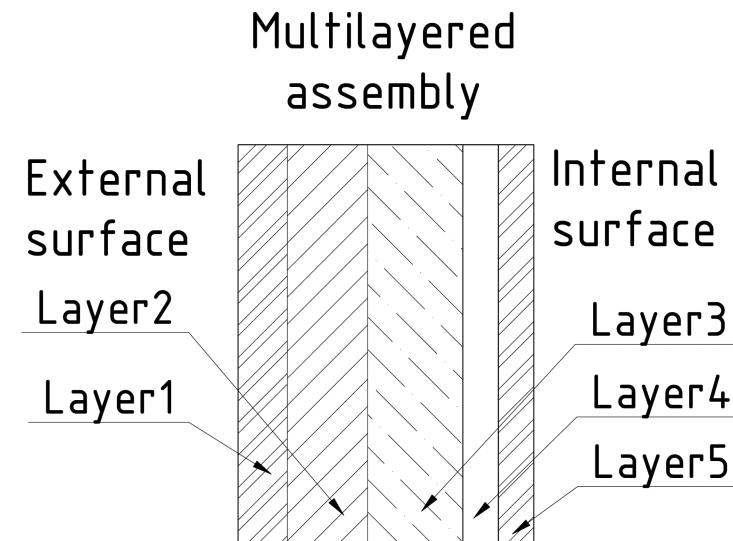 Multilayered
assembly
External
surface
Internal
surface
Layer2
Layer1
Layer3
Layer4
Layer5